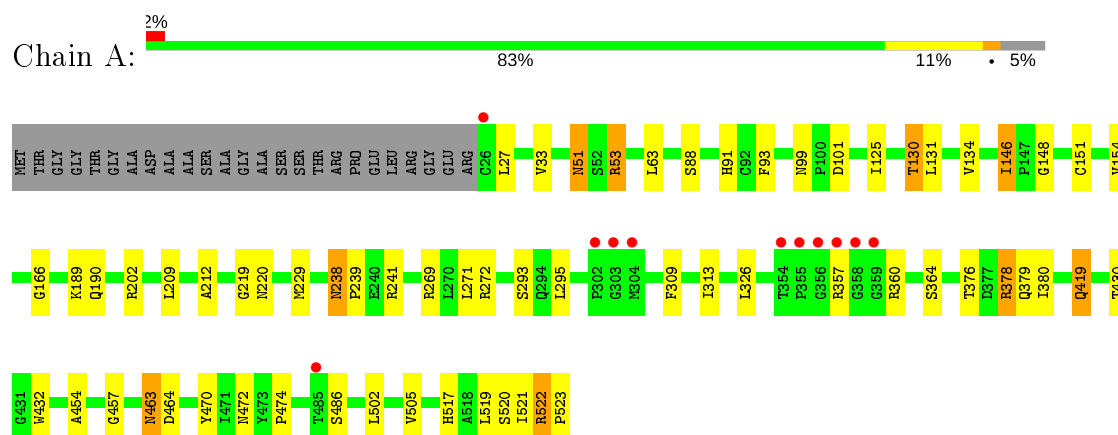 2%
Chain A:
83% 11% • 5%
MET THR GLY GLY THR GLY ALA ASP ALA ALA SER ALA GLY ALA SER SER THR ARG PRO GLU LEU ARG GLY GLU ARG C26 L27 V33 N51 S52 R53 L63 S88 H91 C92 F93 N99 P100 D101 I125 T130 L131 V134 I146 P147 G148 C151 V154
G166 K189 Q190 R202 L209 A212 G219 N220 M229 N238 P239 E240 R241 R269 L270 L271 R272 S293 Q294 L295 P302 G303 M304 F309 I313 L326 T354 P355 G356 R357 G358 G359 R360 S364 T376 D377 R378 Q379 I380 Q419 T430
G431 W432 A454 G457 N463 D464 Y470 I471 N472 Y473 P474 T485 S486 L502 V505 H517 A518 L519 S520 I521 R522 P523